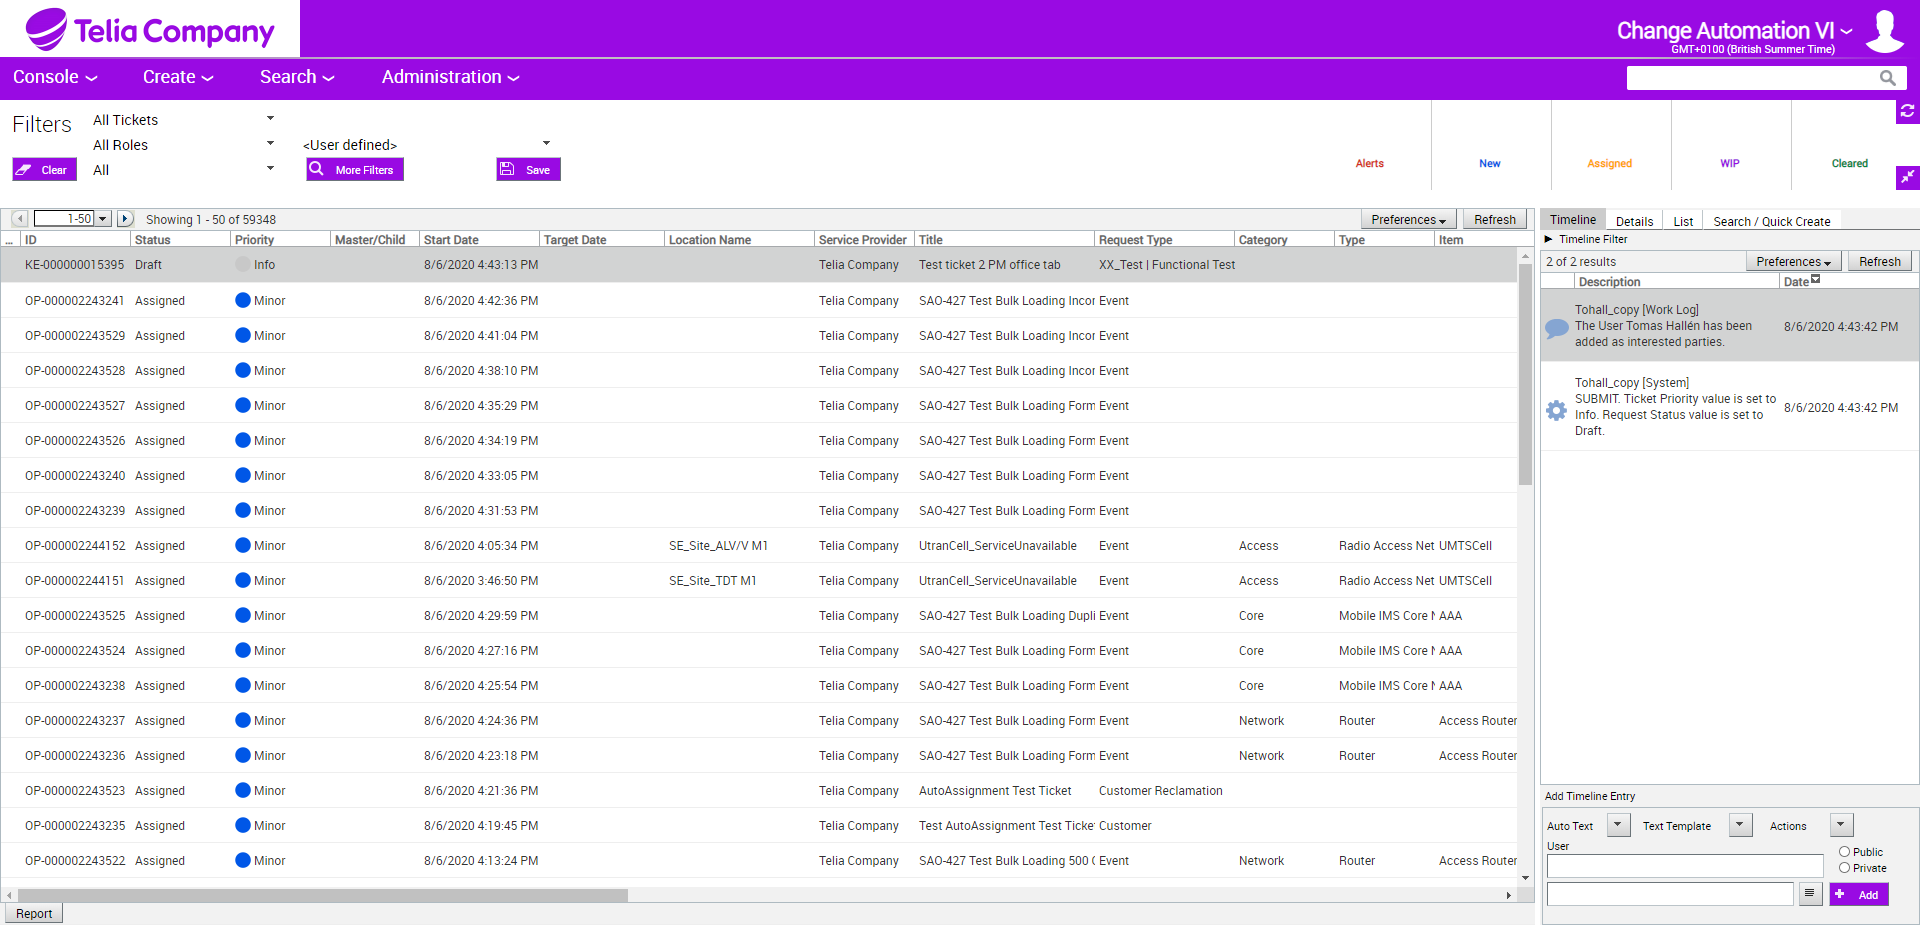 Telia Company
Change Automation VI
GMT+0100 (British Summer Time)
Console Create Search Administration
Filters
All Tickets
All Roles
<User defined>
Clear
All
More Filters
Save
Alerts
New
Assigned
WIP
Cleared
1-50 Showing 1 - 50 of 59348
Preferences Refresh
... ID Status Priority Master/Child Start Date Target Date Location Name Service Provider Title Request Type Category Type Item
KE-000000015395 Draft Info 8/6/2020 4:43:13 PM Telia Company Test ticket 2 PM office tab XX_Test | Functional Test
OP-000002243241 Assigned Minor 8/6/2020 4:42:36 PM Telia Company SAO-427 Test Bulk Loading Incor Event
OP-000002243529 Assigned Minor 8/6/2020 4:41:04 PM Telia Company SAO-427 Test Bulk Loading Incor Event
OP-000002243528 Assigned Minor 8/6/2020 4:38:10 PM Telia Company SAO-427 Test Bulk Loading Incor Event
OP-000002243527 Assigned Minor 8/6/2020 4:35:29 PM Telia Company SAO-427 Test Bulk Loading Form Event
OP-000002243526 Assigned Minor 8/6/2020 4:34:19 PM Telia Company SAO-427 Test Bulk Loading Form Event
OP-000002243240 Assigned Minor 8/6/2020 4:33:05 PM Telia Company SAO-427 Test Bulk Loading Form Event
OP-000002243239 Assigned Minor 8/6/2020 4:31:53 PM Telia Company SAO-427 Test Bulk Loading Form Event
OP-000002244152 Assigned Minor 8/6/2020 4:05:34 PM SE_Site_ALV/V M1 Telia Company UtranCell_ServiceUnavailable Event Access Radio Access Net UMTSCell
OP-000002244151 Assigned Minor 8/6/2020 3:46:50 PM SE_Site_TDT M1 Telia Company UtranCell_ServiceUnavailable Event Access Radio Access Net UMTSCell
OP-000002243525 Assigned Minor 8/6/2020 4:29:59 PM Telia Company SAO-427 Test Bulk Loading Dupli Event Core Mobile IMS Core N AAA
OP-000002243524 Assigned Minor 8/6/2020 4:27:16 PM Telia Company SAO-427 Test Bulk Loading Form Event Core Mobile IMS Core N AAA
OP-000002243238 Assigned Minor 8/6/2020 4:25:54 PM Telia Company SAO-427 Test Bulk Loading Form Event Core Mobile IMS Core N AAA
OP-000002243237 Assigned Minor 8/6/2020 4:24:36 PM Telia Company SAO-427 Test Bulk Loading Form Event Network Router Access Router
OP-000002243236 Assigned Minor 8/6/2020 4:23:18 PM Telia Company SAO-427 Test Bulk Loading Form Event Network Router Access Router
OP-000002243523 Assigned Minor 8/6/2020 4:21:36 PM Telia Company AutoAssignment Test Ticket Customer Reclamation
OP-000002243235 Assigned Minor 8/6/2020 4:19:45 PM Telia Company Test AutoAssignment Test Ticke Customer
OP-000002243522 Assigned Minor 8/6/2020 4:13:24 PM Telia Company SAO-427 Test Bulk Loading 500 ( Event Network Router Access Router
Report
Timeline Details List Search / Quick Create
Timeline Filter
2 of 2 results Preferences Refresh
Description Date
Tohall_copy [Work Log]
The User Tomas Hallén has been
added as interested parties.
8/6/2020 4:43:42 PM
Tohall_copy [System]
SUBMIT. Ticket Priority value is set to
Info. Request Status value is set to
Draft.
8/6/2020 4:43:42 PM
Add Timeline Entry
Auto Text Text Template Actions
User
Public
Private
Add